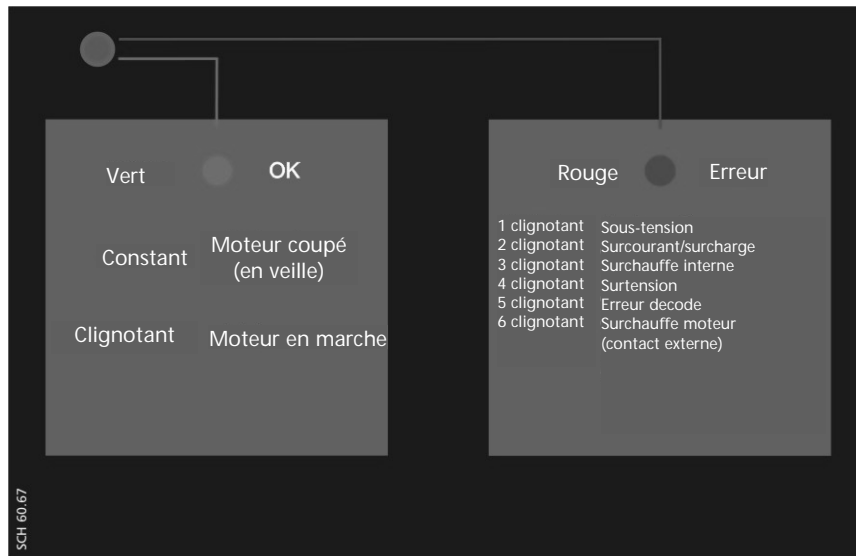 Vert OK
Constant Moteur coupé
(en veille)
Clignotant Moteur en marche
Rouge Erreur
1 clignotant Sous-tension
2 clignotant Surcourant/surcharge
3 clignotant Surchauffe interne
4 clignotant Surtension
5 clignotant Erreur decode
6 clignotant Surchauffe moteur
(contact externe)
SCH 60.67